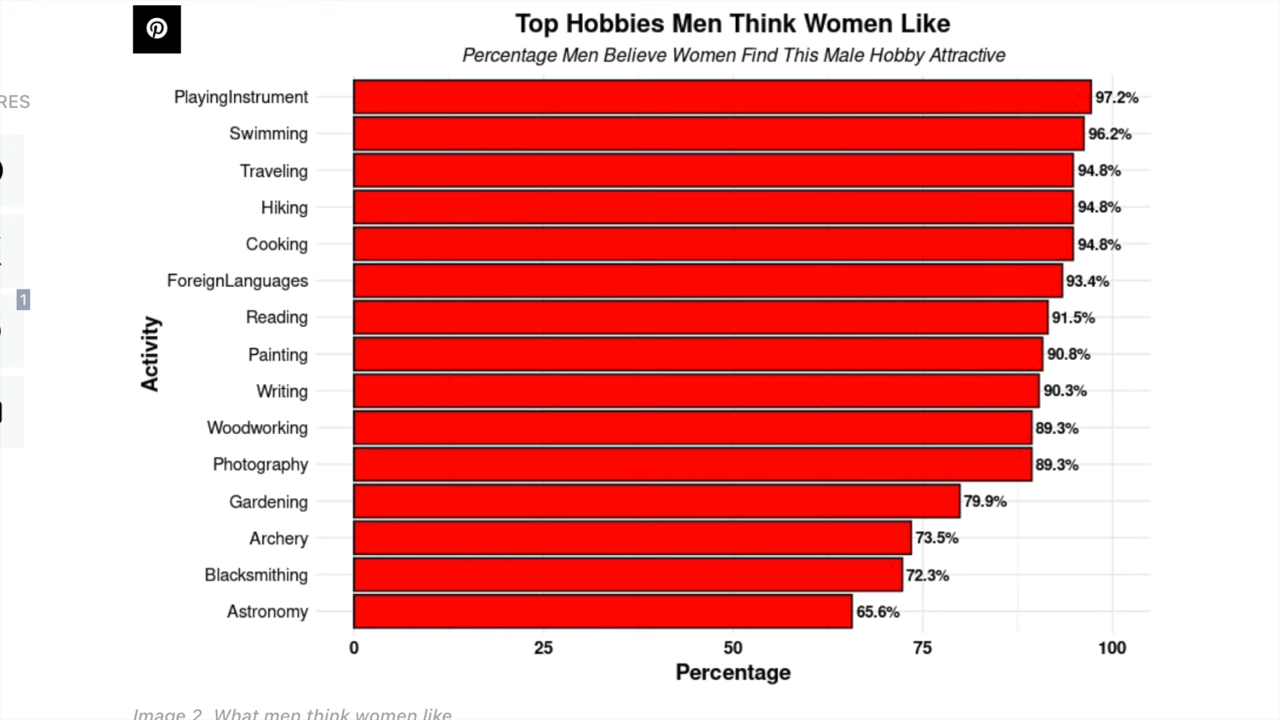 Top Hobbies Men Think Women Like
Percentage Men Believe Women Find This Male Hobby Attractive
RES
1
Activity
PlayingInstrument 97.2%
Swimming 96.2%
Traveling 94.8%
Hiking 94.8%
Cooking 94.8%
ForeignLanguages 93.4%
Reading 91.5%
Painting 90.8%
Writing 90.3%
Woodworking 89.3%
Photography 89.3%
Gardening 79.9%
Archery 73.5%
Blacksmithing 72.3%
Astronomy 65.6%
0 25 50 75 100
Percentage
Image 2. What men think women like